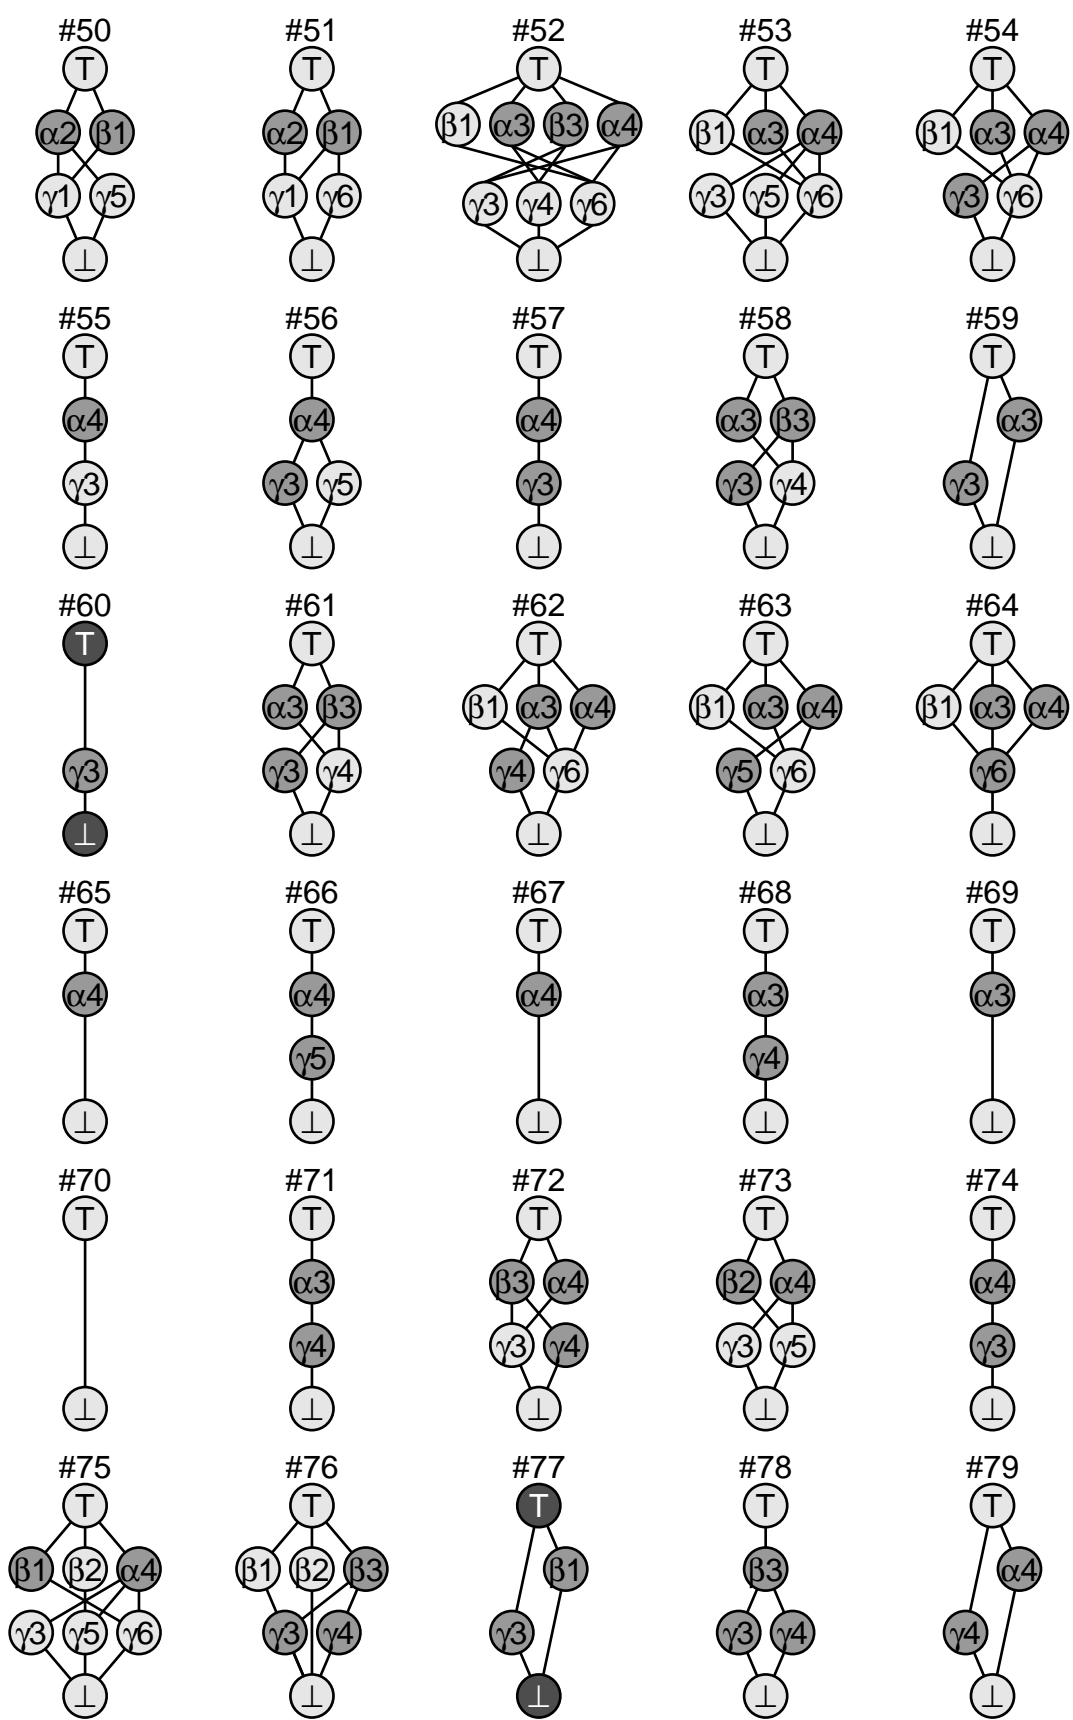 #50 #51 #52 #53 #54
T T T T T
α2 β1 α2 β1 β1 α3 β3 α4 β1 α3 α4 β1 α3 α4
γ1 γ5 γ1 γ6 γ3 γ4 γ6 γ3 γ5 γ6 γ3 γ6
⊥ ⊥ ⊥ ⊥ ⊥
#55 #56 #57 #58 #59
T T T T T
α4 α4 α4 α3 β3 α3
γ3 γ3 γ5 γ3 γ3 γ4 γ3
⊥ ⊥ ⊥ ⊥ ⊥
#60 #61 #62 #63 #64
T T T T T
α3 β3 β1 α3 α4 β1 α3 α4 β1 α3 α4
γ3 γ3 γ4 γ4 γ6 γ5 γ6 γ6
⊥ ⊥ ⊥ ⊥ ⊥
#65 #66 #67 #68 #69
T T T T T
α4 α4 α4 α3 α3
γ5 γ4
⊥ ⊥ ⊥ ⊥ ⊥
#70 #71 #72 #73 #74
T T T T T
α3 β3 α4 β2 α4 α4
γ4 γ3 γ4 γ3 γ5 γ3
⊥ ⊥ ⊥ ⊥ ⊥
#75 #76 #77 #78 #79
T T T T T
β1 β2 α4 β1 β2 β3 β1 β3 α4
γ3 γ5 γ6 γ3 γ4 γ3 γ3 γ4 γ4
⊥ ⊥ ⊥ ⊥ ⊥